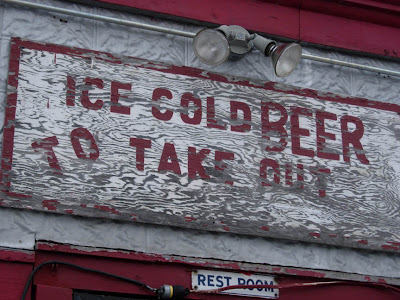 ICE COLD BEER
TO TAKE OUT
REST ROOM